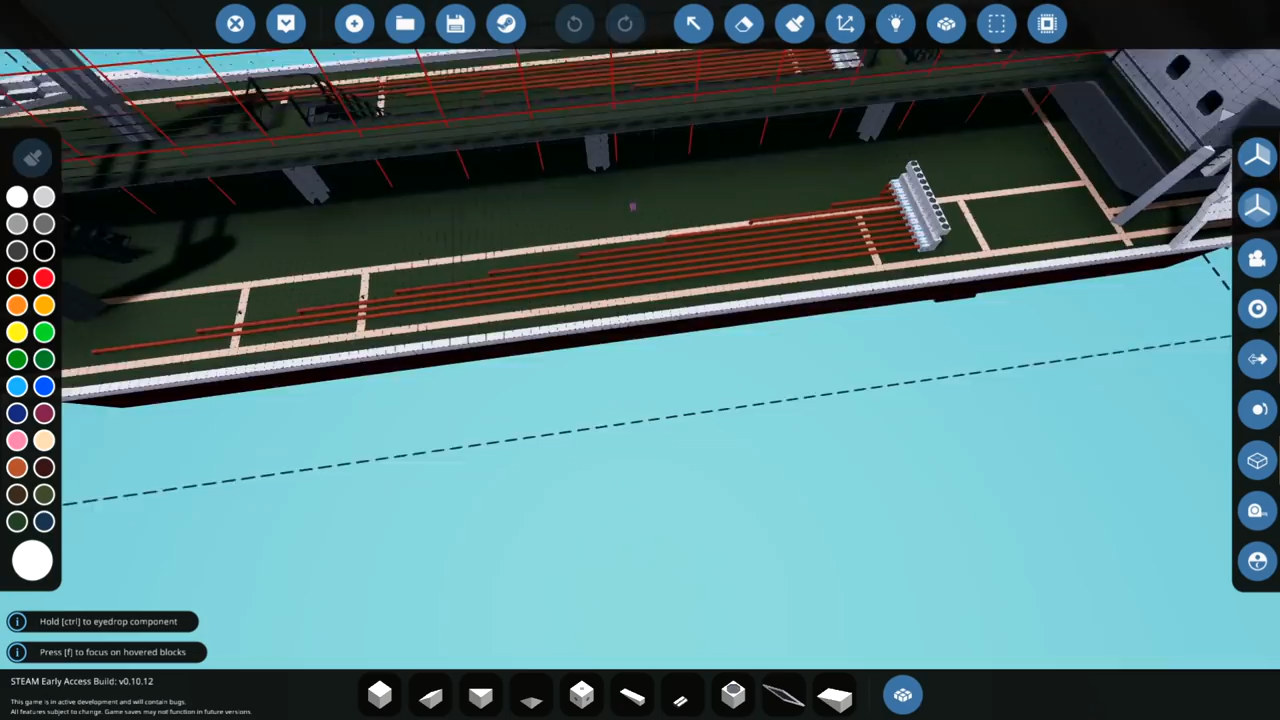 Hold [ctrl] to eyedrop component
Press [f] to focus on hovered blocks
STEAM Early Access Build: v0.10.12
This game is in active development and will contain bugs.
All features subject to change. Game saves may not function in future versions.